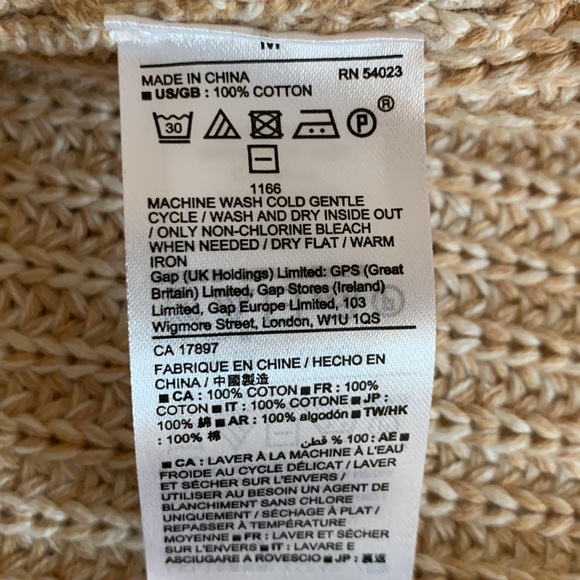 M
MADE IN CHINA RN 54023
■ US/GB : 100% COTTON
30 P ®
1166
MACHINE WASH COLD GENTLE
CYCLE / WASH AND DRY INSIDE OUT
/ ONLY NON-CHLORINE BLEACH
WHEN NEEDED / DRY FLAT / WARM
IRON
Gap (UK Holdings) Limited: GPS (Great
Britain) Limited, Gap Stores (Ireland)
Limited, Gap Europe Limited, 103
Wigmore Street, London, W1U 1QS
CA 17897
FABRIQUE EN CHINE / HECHO EN
CHINA / 中國製造
■ CA : 100% COTON ■ FR : 100%
COTON ■ IT : 100% COTONE ■ JP :
100% 綿 ■ AR : 100% algodón ■ TW/HK
: 100% 棉
■ AE : 100 % قطن
■ CA : LAVER À LA MACHINE À L'EAU
FROIDE AU CYCLE DÉLICAT / LAVER
ET SÉCHER SUR L'ENVERS /
UTILISER AU BESOIN UN AGENT DE
BLANCHIMENT SANS CHLORE
UNIQUEMENT / SÉCHAGE À PLAT /
REPASSER À TEMPÉRATURE
MOYENNE ■ FR : LAVER ET SÉCHER
SUR L'ENVERS ■ IT : LAVARE E
ASCIUGARE A ROVESCIO ■ JP : 裏返